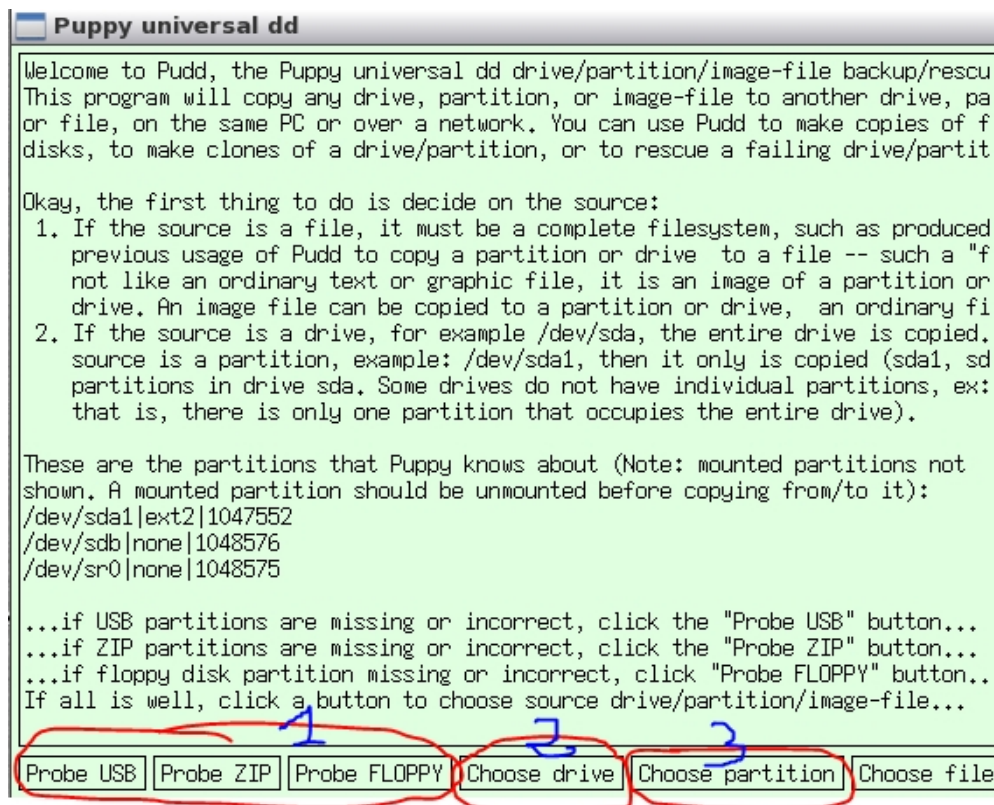 Puppy universal dd
Welcome to Pudd, the Puppy universal dd drive/partition/image-file backup/rescu
This program will copy any drive, partition, or image-file to another drive, pa
or file, on the same PC or over a network. You can use Pudd to make copies of f
disks, to make clones of a drive/partition, or to rescue a failing drive/partit
Okay, the first thing to do is decide on the source:
1. If the source is a file, it must be a complete filesystem, such as produced
previous usage of Pudd to copy a partition or drive to a file -- such a "f
not like an ordinary text or graphic file, it is an image of a partition or
drive. An image file can be copied to a partition or drive, an ordinary fi
2. If the source is a drive, for example /dev/sda, the entire drive is copied.
source is a partition, example: /dev/sda1, then it only is copied (sda1, sd
partitions in drive sda. Some drives do not have individual partitions, ex:
that is, there is only one partition that occupies the entire drive).
These are the partitions that Puppy knows about (Note: mounted partitions not
shown. A mounted partition should be unmounted before copying from/to it):
/dev/sda1|ext2|1047552
/dev/sdb|none|1048576
/dev/sr0|none|1048575
...if USB partitions are missing or incorrect, click the "Probe USB" button...
...if ZIP partitions are missing or incorrect, click the "Probe ZIP" button...
...if floppy disk partition missing or incorrect, click "Probe FLOPPY" button..
If all is well, click a button to choose source drive/partition/image-file...
1 2 3
Probe USB Probe ZIP Probe FLOPPY Choose drive Choose partition Choose file